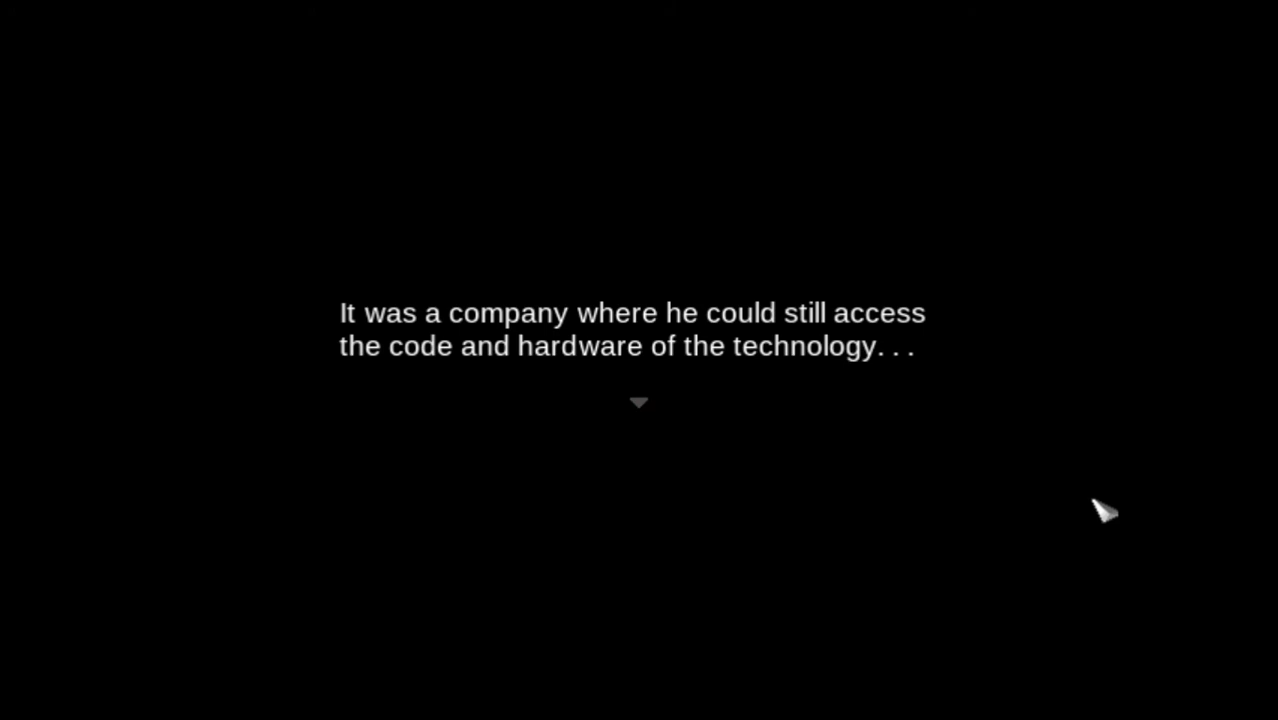 It was a company where he could still access
the code and hardware of the technology. . .